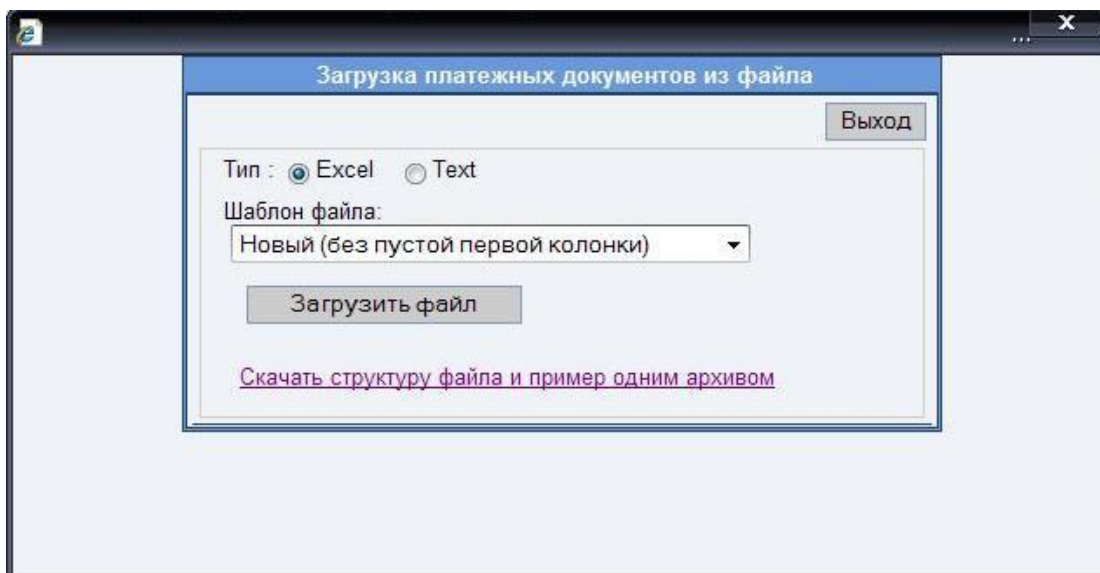 ... X
Загрузка платежных документов из файла
Выход
Тип : Excel Text
Шаблон файла:
Новый (без пустой первой колонки)
Загрузить файл
Скачать структуру файла и пример одним архивом